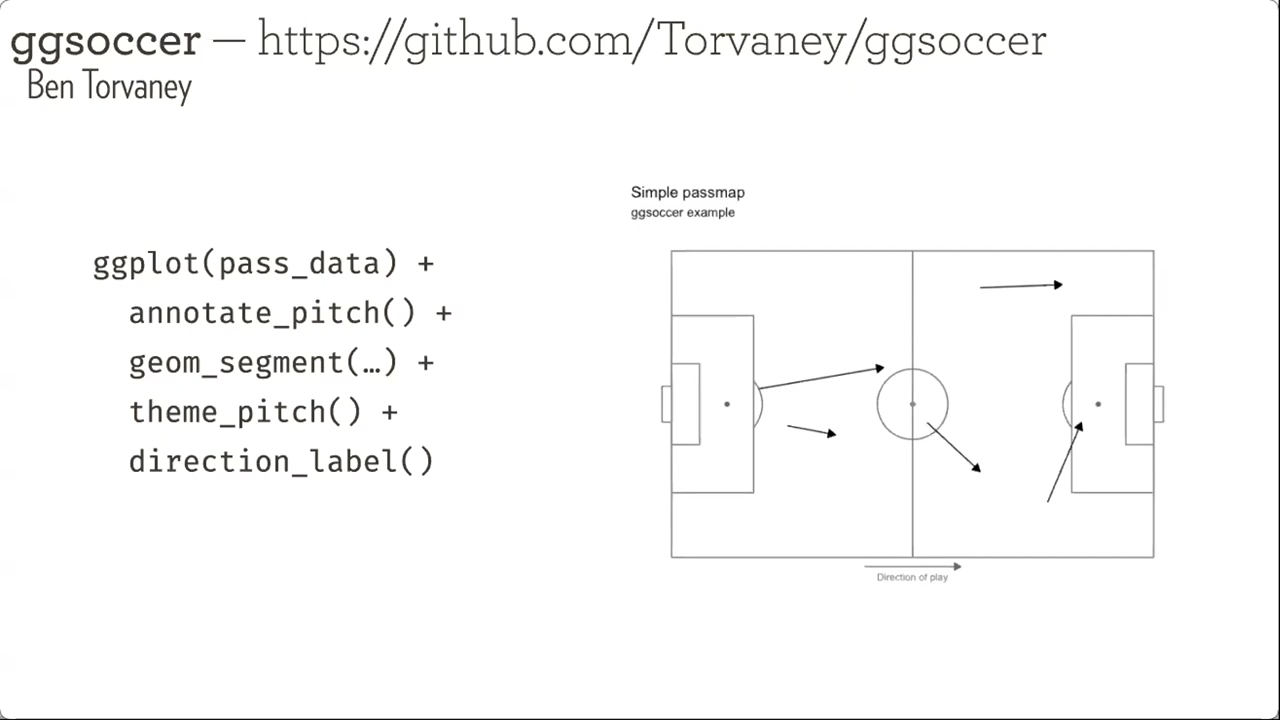 ggsoccer — https://github.com/Torvaney/ggsoccer
Ben Torvaney
ggplot(pass_data) +
annotate_pitch() +
geom_segment(…) +
theme_pitch() +
direction_label()
Simple passmap
ggsoccer example
Direction of play